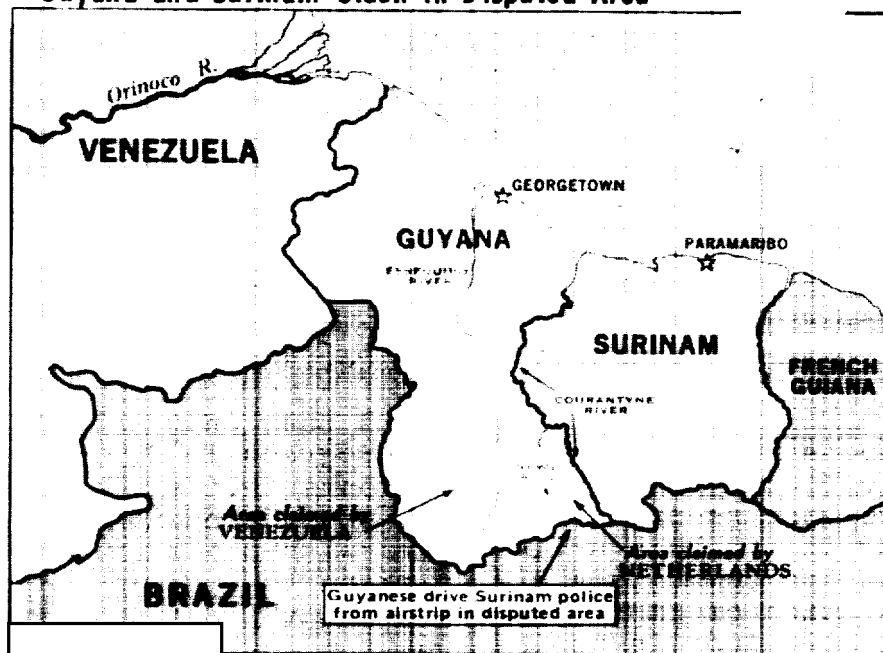 Guyana and Surinam Clash in Disputed Area
Orinoco R.
VENEZUELA
GEORGETOWN
GUYANA
RIVER
PARAMARIBO
SURINAM
FRENCH
GUIANA
COURANTYNE
RIVER
Area claimed by
VENEZUELA
Area claimed by
NETHERLANDS
BRAZIL
Guyanese drive Surinam police
from airstrip in disputed area